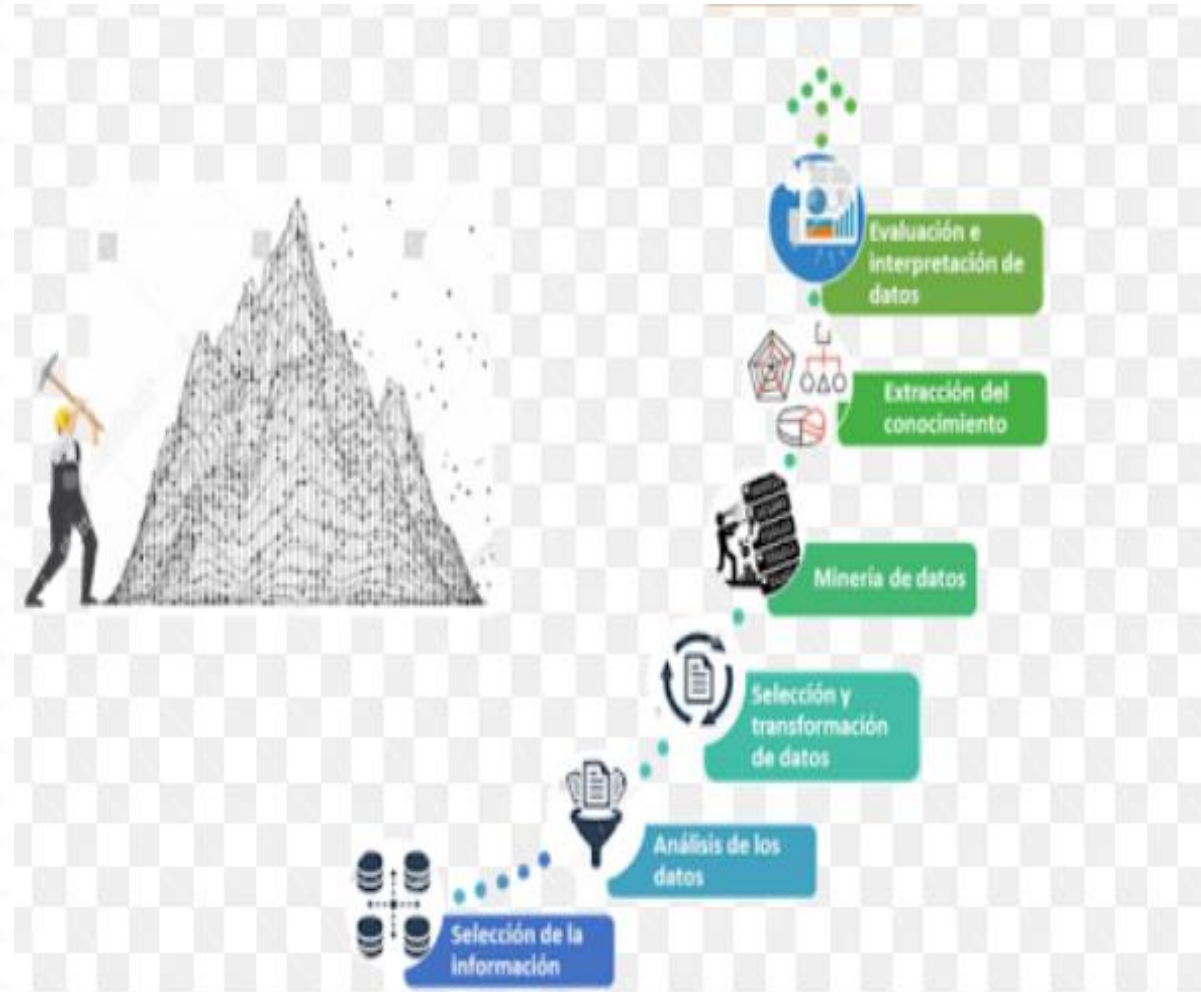 Evaluación e
interpretación de
datos
Extracción del
conocimiento
Minería de datos
Selección y
transformación
de datos
Análisis de los
datos
Selección de la
información